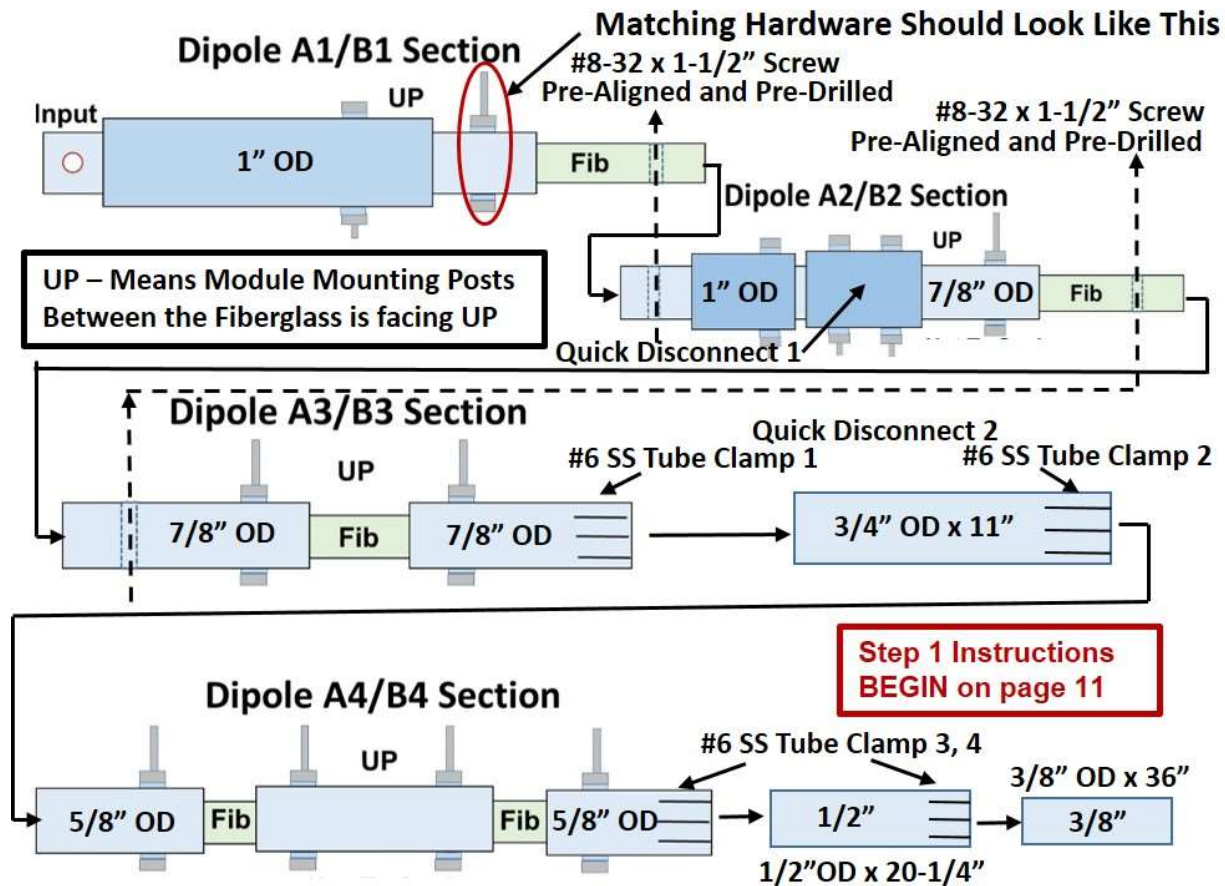 Matching Hardware Should Look Like This
Dipole A1/B1 Section
#8-32 x 1-1/2” Screw
Pre-Aligned and Pre-Drilled
UP
Input
1” OD
Fib
#8-32 x 1-1/2” Screw
Pre-Aligned and Pre-Drilled
Dipole A2/B2 Section
UP
UP – Means Module Mounting Posts
Between the Fiberglass is facing UP
1” OD
7/8” OD
Fib
Quick Disconnect 1
Dipole A3/B3 Section
UP
Quick Disconnect 2
#6 SS Tube Clamp 1
#6 SS Tube Clamp 2
7/8” OD
Fib
7/8” OD
3/4” OD x 11”
Step 1 Instructions
BEGIN on page 11
Dipole A4/B4 Section
UP
#6 SS Tube Clamp 3, 4
5/8” OD
Fib
Fib
5/8” OD
1/2”
1/2”OD x 20-1/4”
3/8” OD x 36”
3/8”